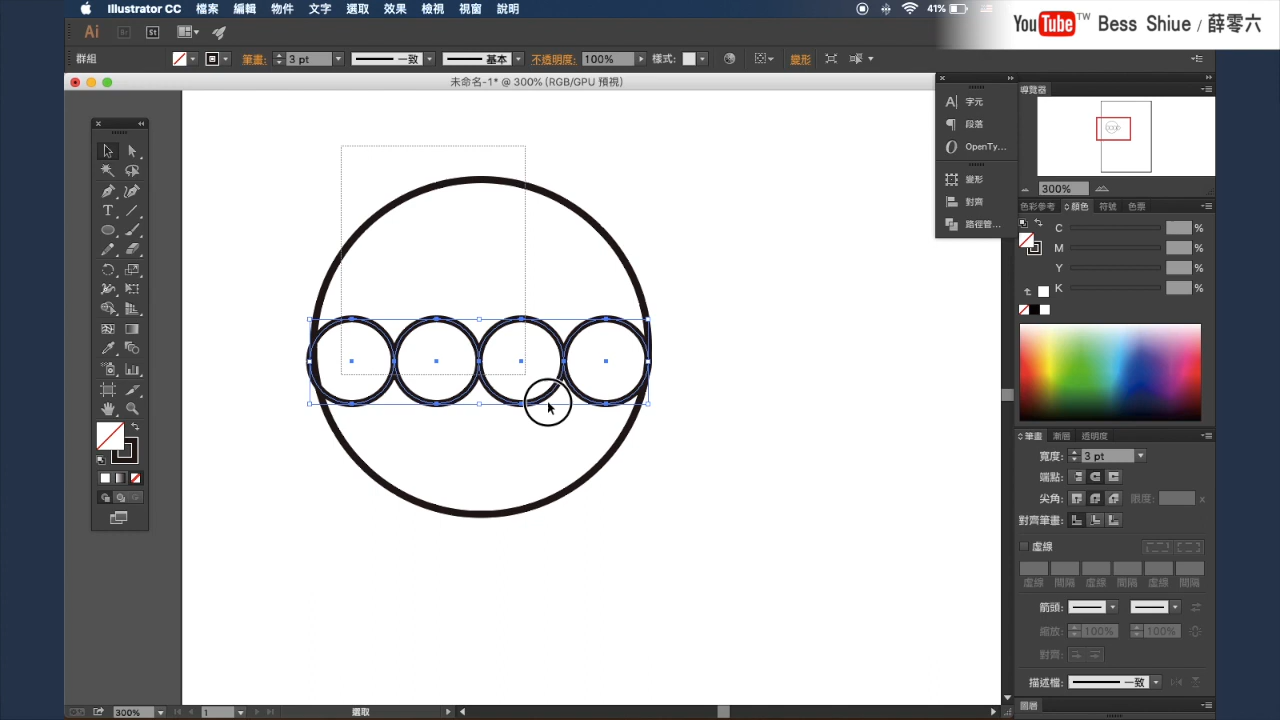 Illustrator CC 檔案 編輯 物件 文字 選取 效果 檢視 視窗 說明 41%
YouTube TW Bess Shiue / 薛零六
Ai Br St
群組 筆畫: 3 pt 一致 基本 不透明度: 100% 樣式: 變形
未命名-1* @ 300% (RGB/GPU 預視)
導覽器
字元
段落
OpenTy...
變形
對齊
路徑管...
300%
色彩參考 顏色 符號 色票
C %
M %
Y %
K %
筆畫 漸層 透明度
寬度: 3 pt
端點:
尖角: 限度: x
對齊筆畫:
虛線
虛線 間隔 虛線 間隔 虛線 間隔
箭頭:
縮放: 100% 100%
對齊:
描述檔: 一致
圖層
300% 1 選取